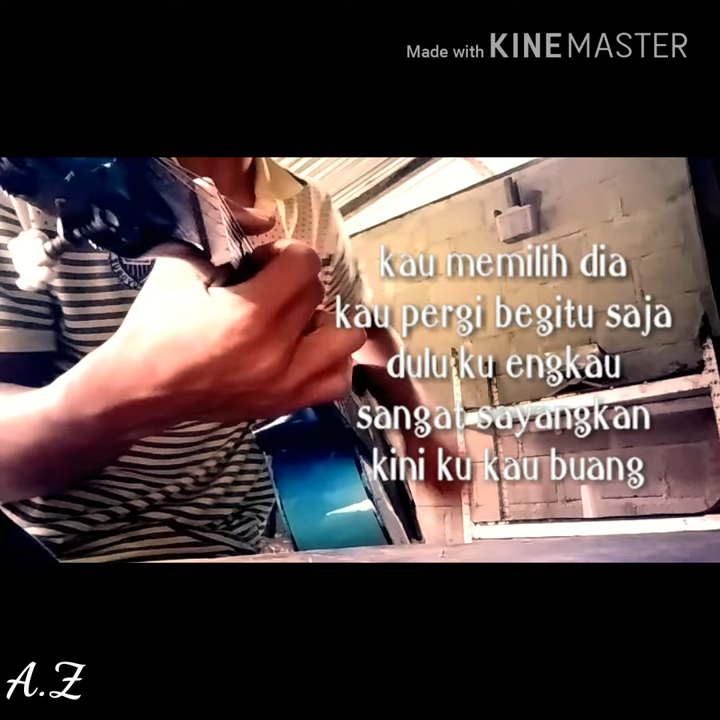 Made with KINEMASTER
kau memilih dia
kau pergi begitu saja
dulu ku engkau
sangat sayangkan
kini ku kau buang
A.Z